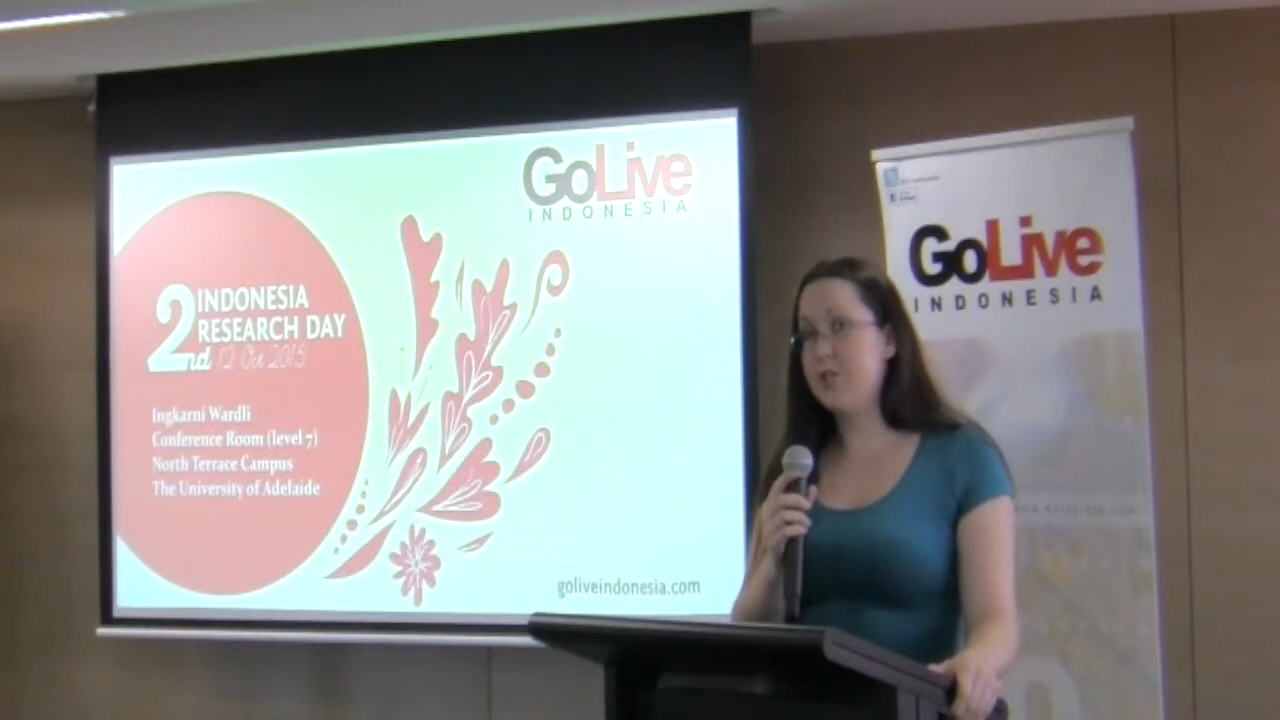 GoLive
INDONESIA
2nd
INDONESIA
RESEARCH DAY
12 Oct 2015
Ingkarni Wardli
Conference Room (level 7)
North Terrace Campus
The University of Adelaide
goliveindonesia.com
GoLive
INDONESIA